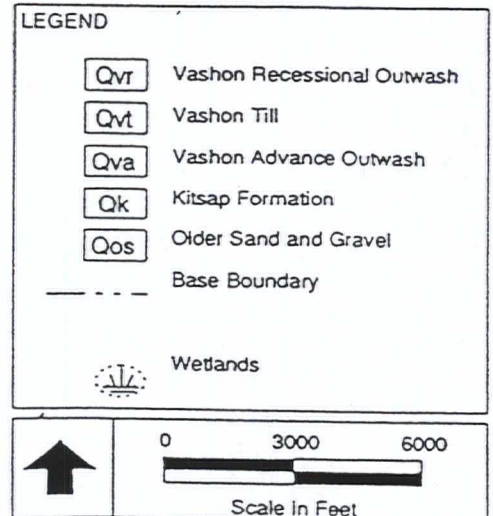 LEGEND
Qvr Vashon Recessional Outwash
Qvt Vashon Till
Qva Vashon Advance Outwash
Qk Kitsap Formation
Qos Older Sand and Gravel
Base Boundary
Wetlands
0 3000 6000
Scale in Feet